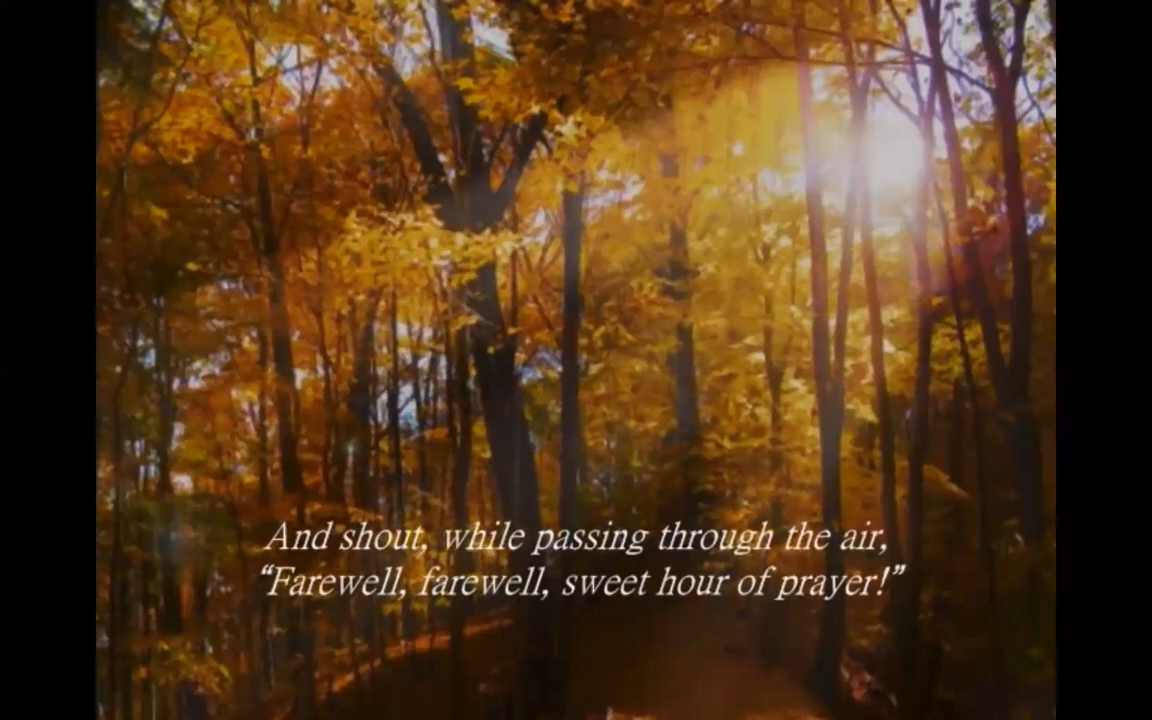 And shout, while passing through the air,
“Farewell, farewell, sweet hour of prayer!”